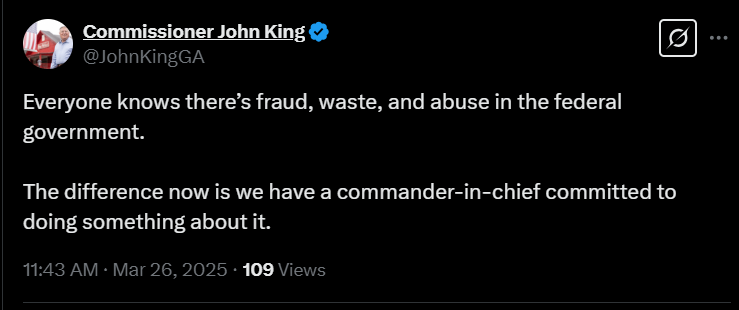 Commissioner John King
@JohnKingGA
Everyone knows there’s fraud, waste, and abuse in the federal
government.
The difference now is we have a commander-in-chief committed to
doing something about it.
11:43 AM · Mar 26, 2025 · 109 Views